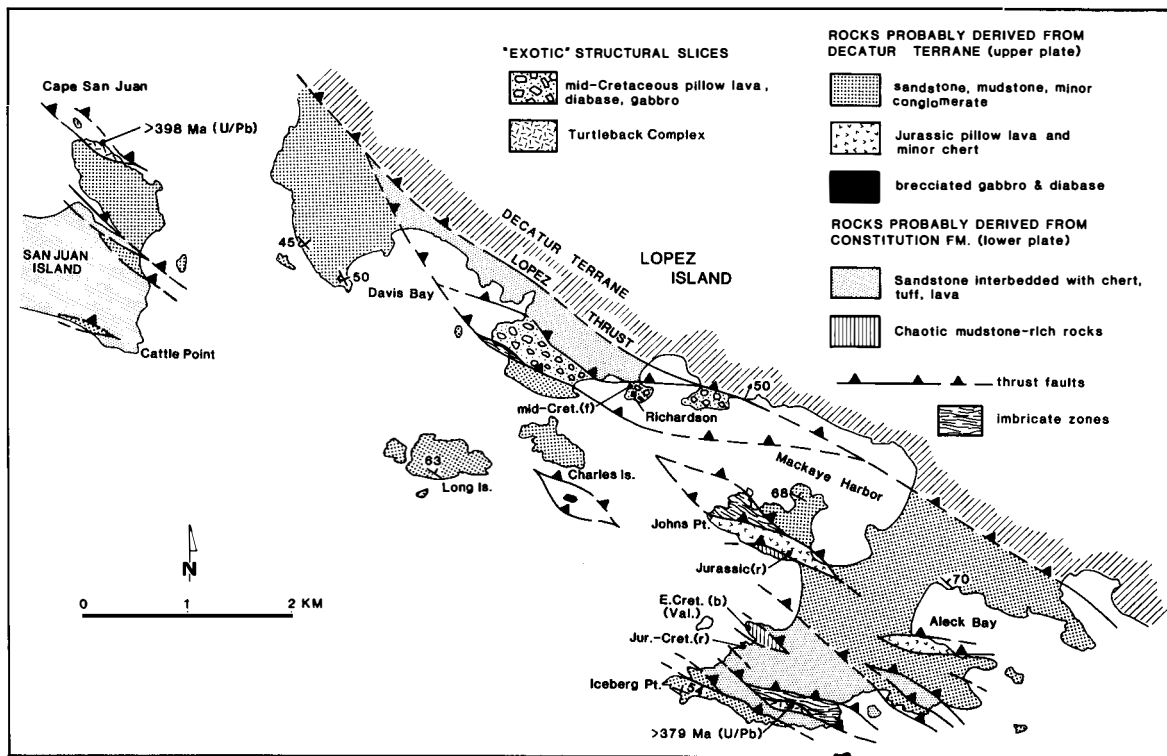 "EXOTIC" STRUCTURAL SLICES
mid-Cretaceous pillow lava,
diabase, gabbro
Turtleback Complex
ROCKS PROBABLY DERIVED FROM
DECATUR TERRANE (upper plate)
sandstone, mudstone, minor
conglomerate
Jurassic pillow lava and
minor chert
brecciated gabbro & diabase
ROCKS PROBABLY DERIVED FROM
CONSTITUTION FM. (lower plate)
Sandstone interbedded with chert,
tuff, lava
Chaotic mudstone-rich rocks
thrust faults
imbricate zones
Cape San Juan
>398 Ma (U/Pb)
SAN JUAN
ISLAND
Cattle Point
45
50
Davis Bay
DECATUR TERRANE
LOPEZ THRUST
LOPEZ
ISLAND
mid-Cret.(f)
Richardson
50
63
Long Is.
Charles Is.
Mackaye Harbor
68
Johns Pt.
Jurassic(r)
70
E.Cret.(b)
(Val.)
Jur.-Cret.(r)
Aleck Bay
Iceberg Pt.
54
>379 Ma (U/Pb)
N
0 1 2 KM